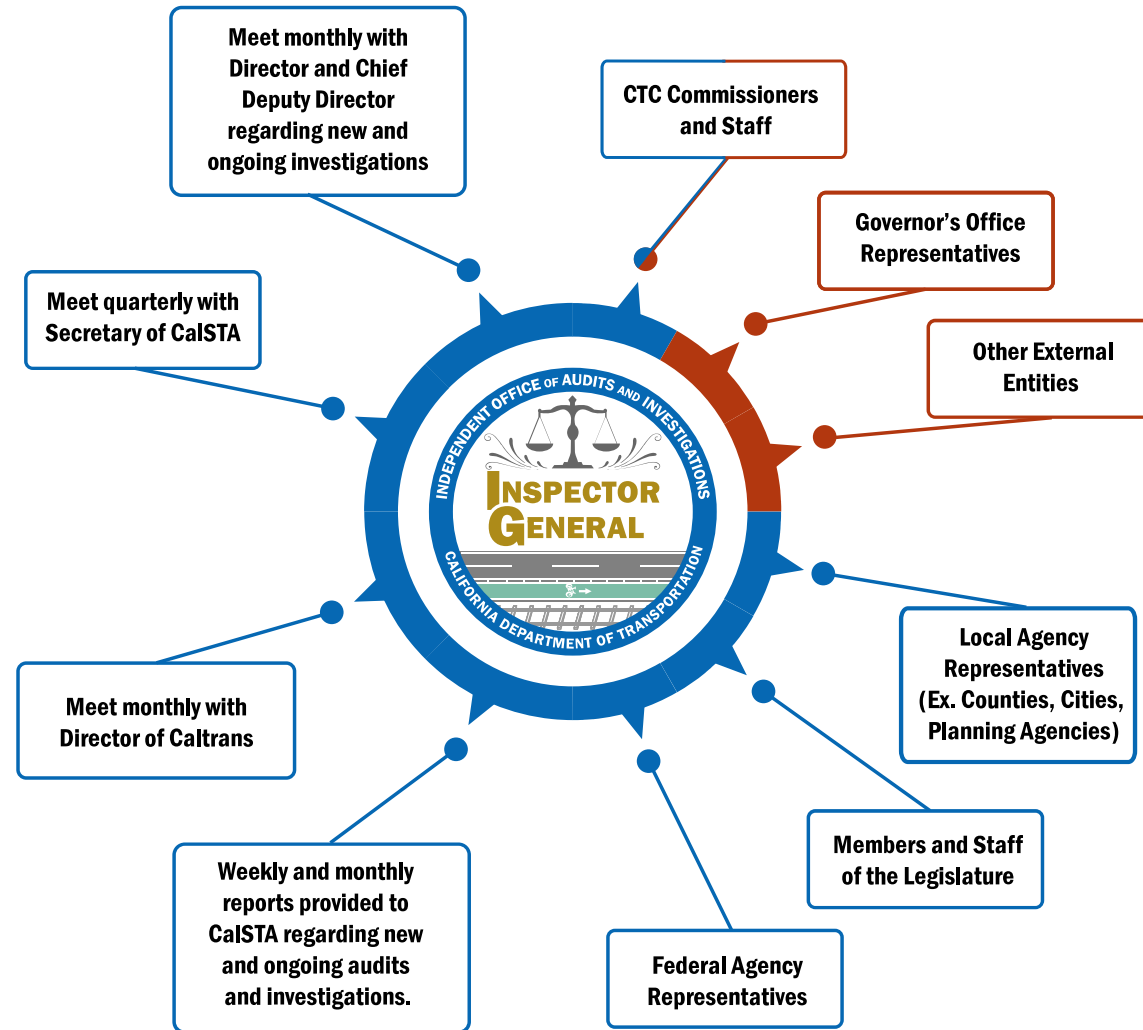 Meet monthly with
Director and Chief
Deputy Director
regarding new and
ongoing investigations
CTC Commissioners
and Staff
Governor's Office
Representatives
Other External
Entities
Meet quarterly with
Secretary of CalSTA
INDEPENDENT OFFICE OF AUDITS AND INVESTIGATIONS
INSPECTOR
GENERAL
CALIFORNIA DEPARTMENT OF TRANSPORTATION
Local Agency
Representatives
(Ex. Counties, Cities,
Planning Agencies)
Meet monthly with
Director of Caltrans
Members and Staff
of the Legislature
Weekly and monthly
reports provided to
CalSTA regarding new
and ongoing audits
and investigations.
Federal Agency
Representatives